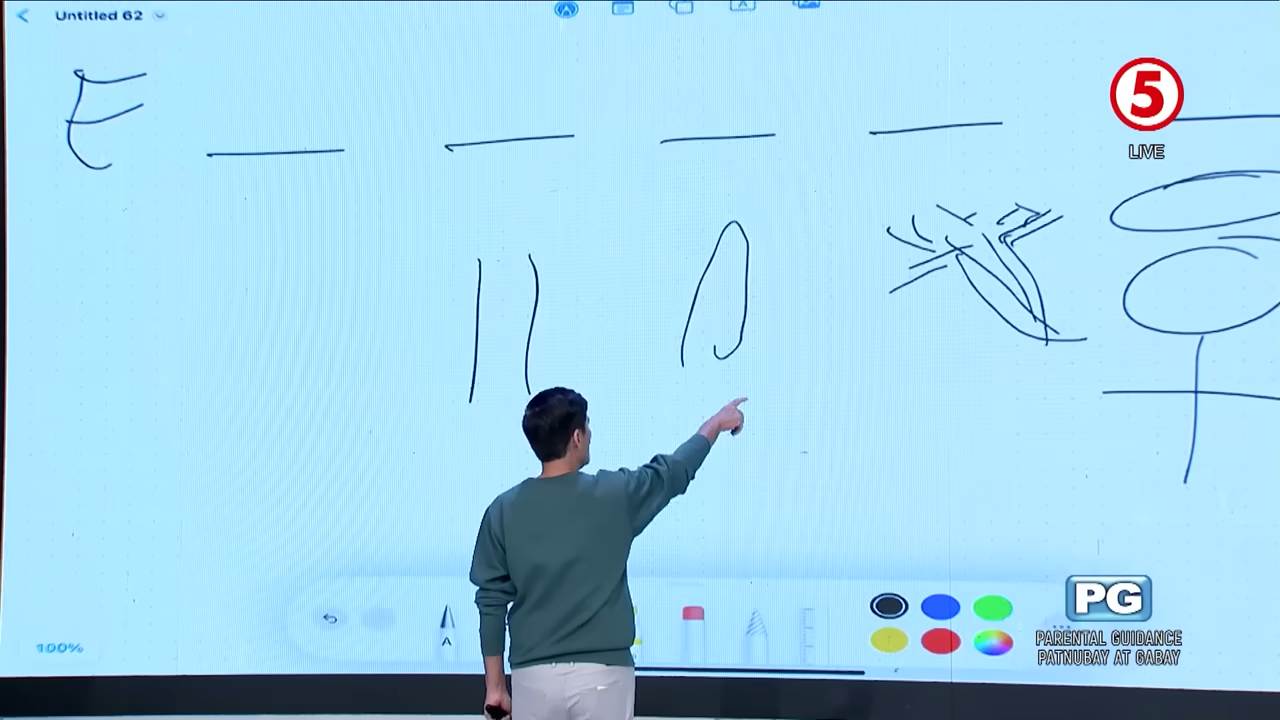 Untitled 62
E
5
LIVE
A
100%
PG
PARENTAL GUIDANCE
PATNUBAY AT GABAY